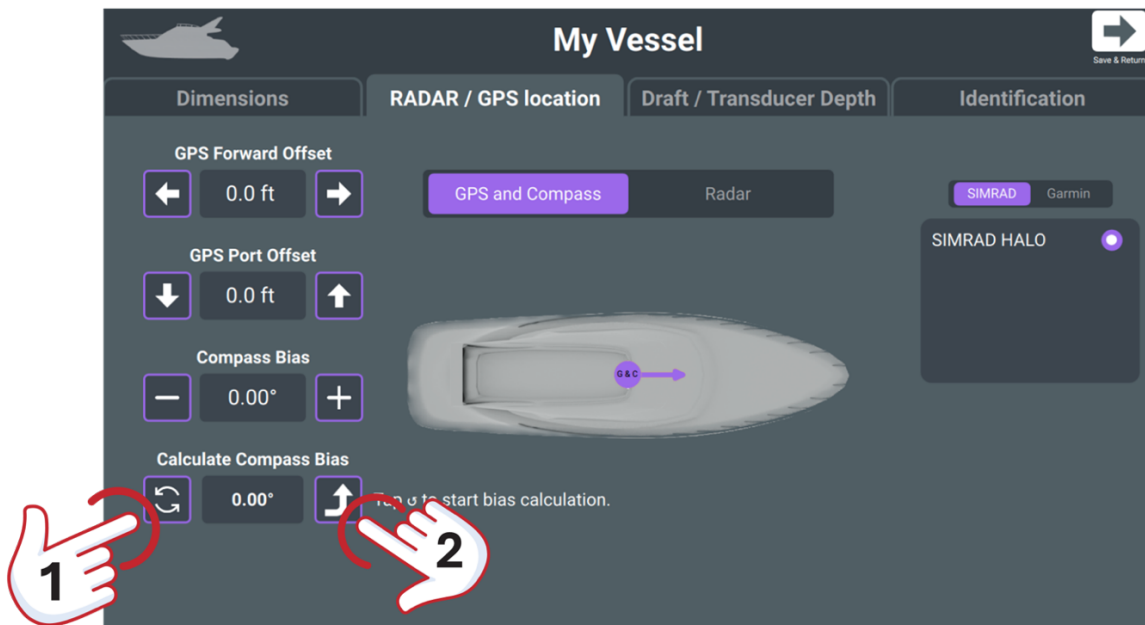 My Vessel
Save & Return
Dimensions
RADAR / GPS location
Draft / Transducer Depth
Identification
GPS Forward Offset
0.0 ft
GPS and Compass
Radar
SIMRAD
Garmin
SIMRAD HALO
GPS Port Offset
0.0 ft
Compass Bias
0.00°
G & C
Calculate Compass Bias
0.00°
Tap ↺ to start bias calculation.
1
2